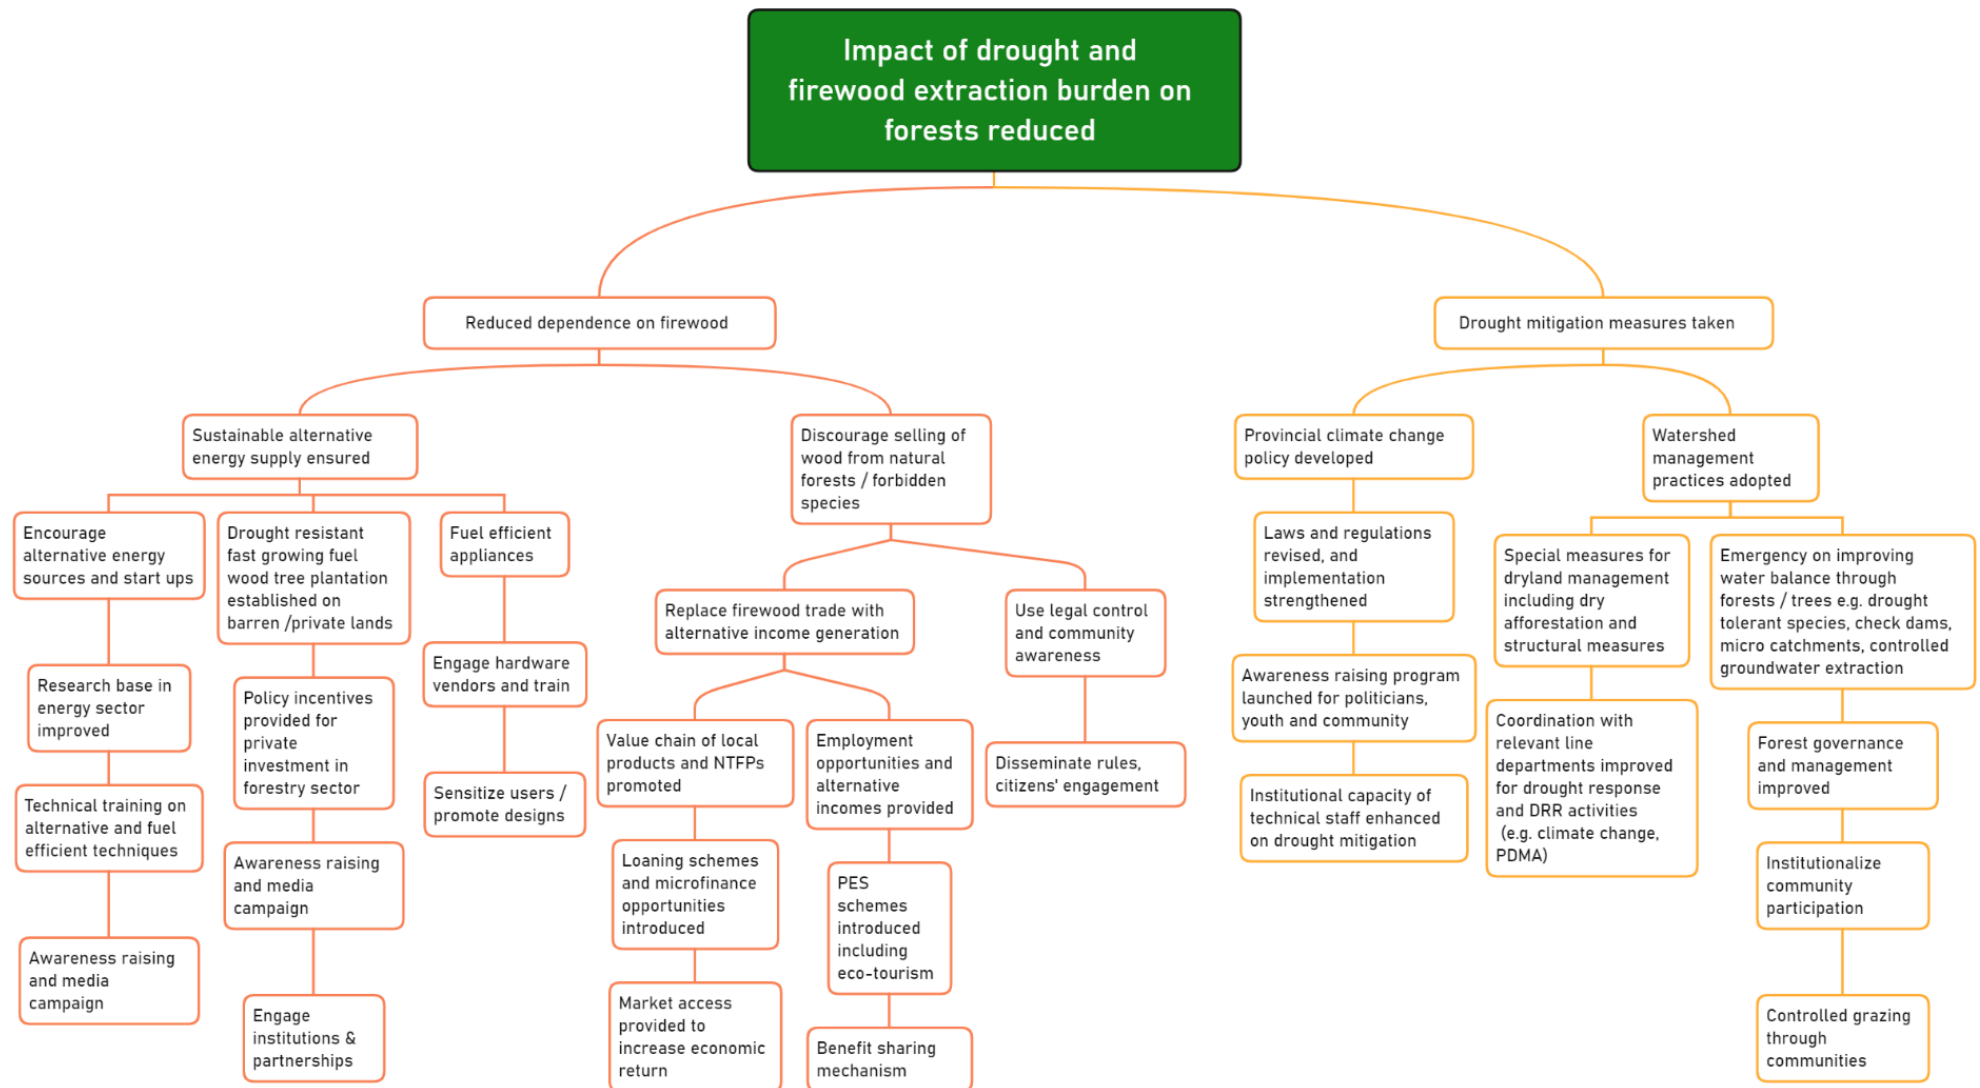 Impact of drought and
firewood extraction burden on
forests reduced
Reduced dependence on firewood
Drought mitigation measures taken
Sustainable alternative
energy supply ensured
Discourage selling of
wood from natural
forests / forbidden
species
Provincial climate change
policy developed
Watershed
management
practices adopted
Encourage
alternative energy
sources and start ups
Drought resistant
fast growing fuel
wood tree plantation
established on
barren /private lands
Fuel efficient
appliances
Replace firewood trade with
alternative income generation
Use legal control
and community
awareness
Laws and regulations
revised, and
implementation
strengthened
Special measures for
dryland management
including dry
afforestation and
structural measures
Emergency on improving
water balance through
forests / trees e.g. drought
tolerant species, check dams,
micro catchments, controlled
groundwater extraction
Research base in
energy sector
improved
Policy incentives
provided for
private
investment in
forestry sector
Engage hardware
vendors and train
Value chain of local
products and NTFPs
promoted
Employment
opportunities and
alternative
incomes provided
Disseminate rules,
citizens' engagement
Awareness raising program
launched for politicians,
youth and community
Coordination with
relevant line
departments improved
for drought response
and DRR activities
(e.g. climate change,
PDMA)
Forest governance
and management
improved
Technical training on
alternative and fuel
efficient techniques
Awareness raising
and media
campaign
Sensitize users /
promote designs
Loaning schemes
and microfinance
opportunities
introduced
PES
schemes
introduced
including
eco-tourism
Institutional capacity of
technical staff enhanced
on drought mitigation
Institutionalize
community
participation
Awareness raising
and media
campaign
Engage
institutions &
partnerships
Market access
provided to
increase economic
return
Benefit sharing
mechanism
Controlled grazing
through
communities